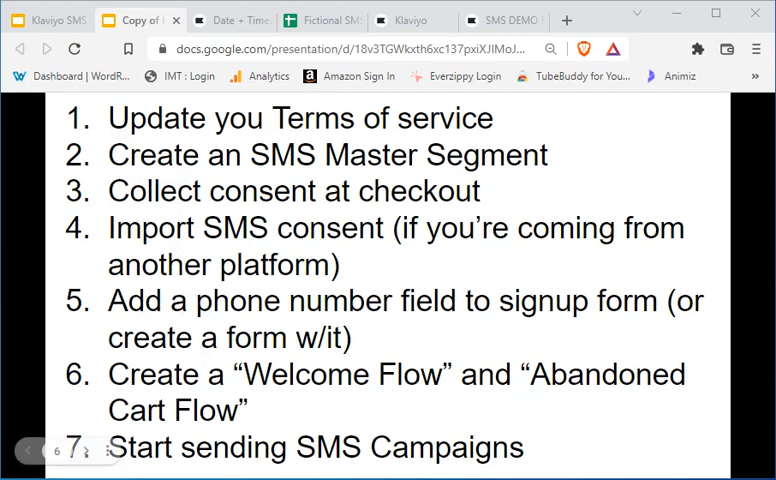 Klaviyo SMS
Copy of
Date + Time
Fictional SMS
Klaviyo
SMS DEMO
docs.google.com/presentation/d/18v3TGWkxth6xc137pxiXJIMoJ...
Dashboard | WordPR...
IMT : Login
Analytics
Amazon Sign In
Everzippy Login
TubeBuddy for You...
Animiz
1. Update you Terms of service
2. Create an SMS Master Segment
3. Collect consent at checkout
4. Import SMS consent (if you’re coming from
another platform)
5. Add a phone number field to signup form (or
create a form w/it)
6. Create a “Welcome Flow” and “Abandoned
Cart Flow”
7. Start sending SMS Campaigns
6